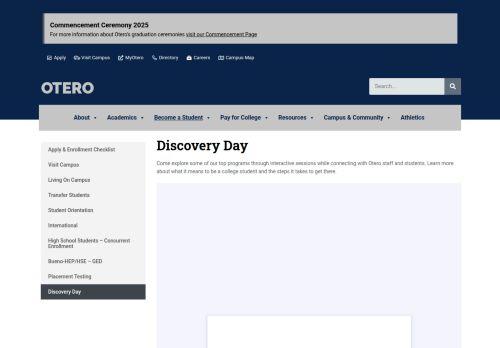 Commencement Ceremony 2025
For more information about Otero's graduation ceremonies visit our Commencement Page
Apply Visit Campus MyOtero Directory Careers Campus Map
OTERO
Search...
About Academics Become a Student Pay for College Resources Campus & Community Athletics
Apply & Enrollment Checklist
Visit Campus
Living On Campus
Transfer Students
Student Orientation
International
High School Students – Concurrent
Enrollment
Bueno-HEP/HSE – GED
Placement Testing
Discovery Day
Discovery Day
Come explore some of our top programs through interactive sessions while connecting with Otero staff and students. Learn more
about what it means to be a college student and the steps it takes to get there.